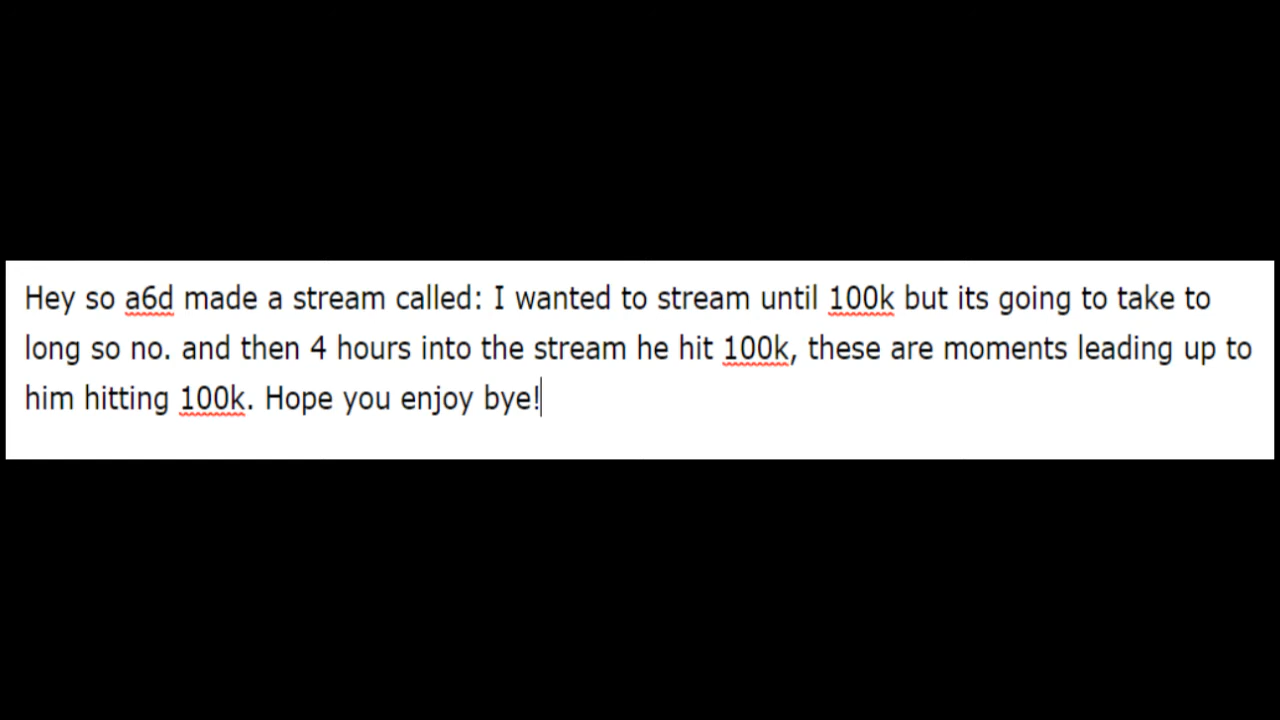 Hey so a6d made a stream called: I wanted to stream until 100k but its going to take to
long so no. and then 4 hours into the stream he hit 100k, these are moments leading up to
him hitting 100k. Hope you enjoy bye!